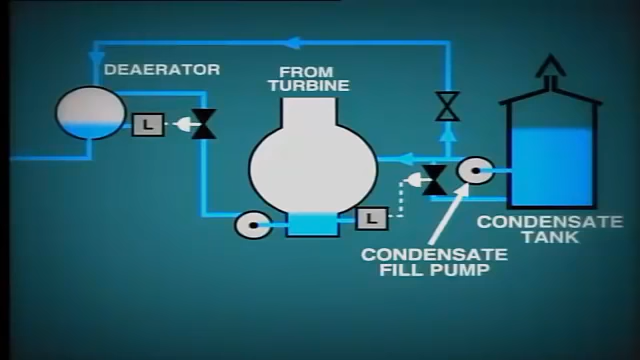 DEAERATOR
FROM
TURBINE
L
L
CONDENSATE
TANK
CONDENSATE
FILL PUMP